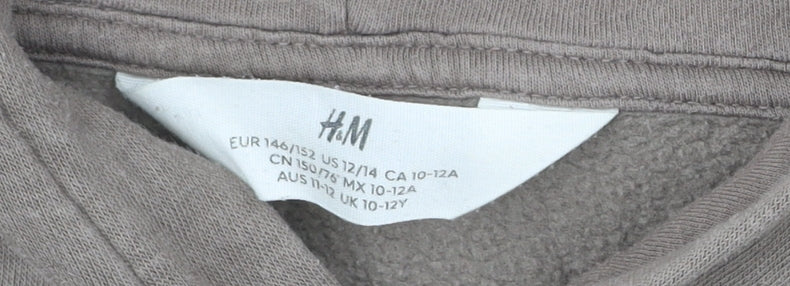 H&M
EUR 146/152 US 12/14 CA 10-12A
CN 150/76 MX 10-12A
AUS 11-12 UK 10-12Y